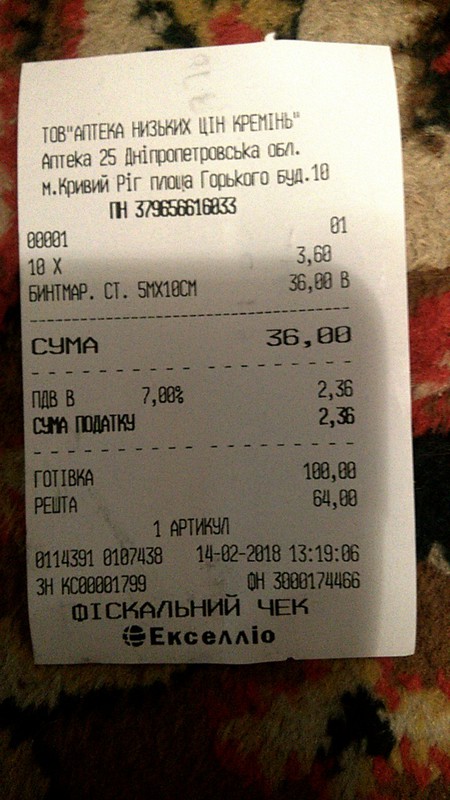 ТОВ"АПТЕКА НИЗЬКИХ ЦІН КРЕМІНЬ"
Аптека 25 Дніпропетровська обл.
м.Кривий Ріг площа Горького буд.10
ПН 379656616033
00001 01
10 X 3,60
БИНТМАР. СТ. 5МХ10СМ 36,00 В
СУМА 36,00
ПДВ В 7,00% 2,36
СУМА ПОДАТКУ 2,36
ГОТІВКА 100,00
РЕШТА 64,00
1 АРТИКУЛ
0114391 0107438 14-02-2018 13:19:06
ЗН КС00001799 ФН 3000174466
ФІСКАЛЬНИЙ ЧЕК
Екселліо